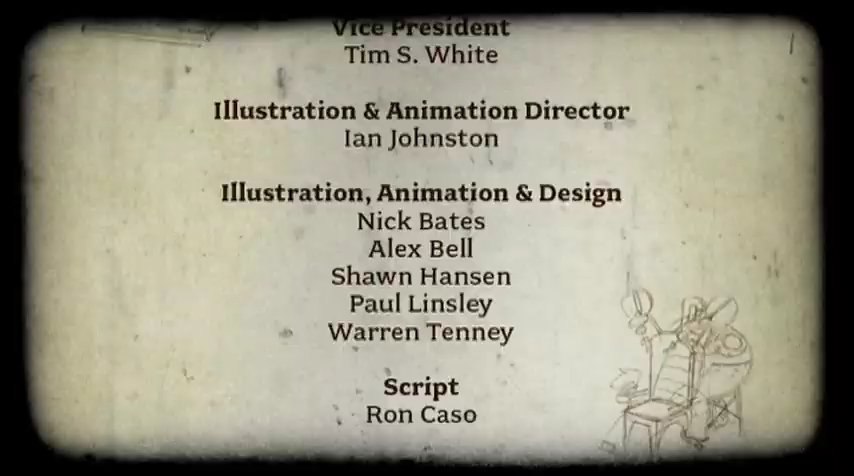 Vice President
Tim S. White
Illustration & Animation Director
Ian Johnston
Illustration, Animation & Design
Nick Bates
Alex Bell
Shawn Hansen
Paul Linsley
Warren Tenney
Script
Ron Caso